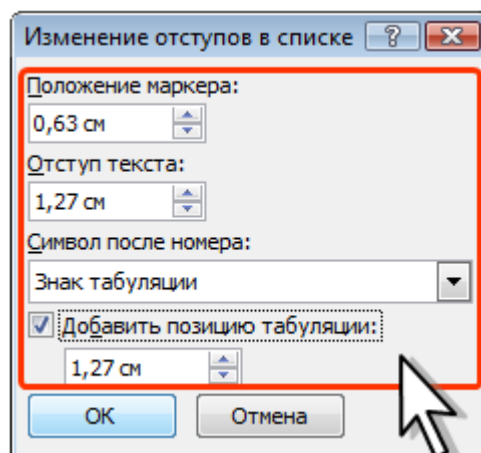 Изменение отступов в списке
Положение маркера:
0,63 см
Отступ текста:
1,27 см
Символ после номера:
Знак табуляции
Добавить позицию табуляции:
1,27 см
ОК Отмена